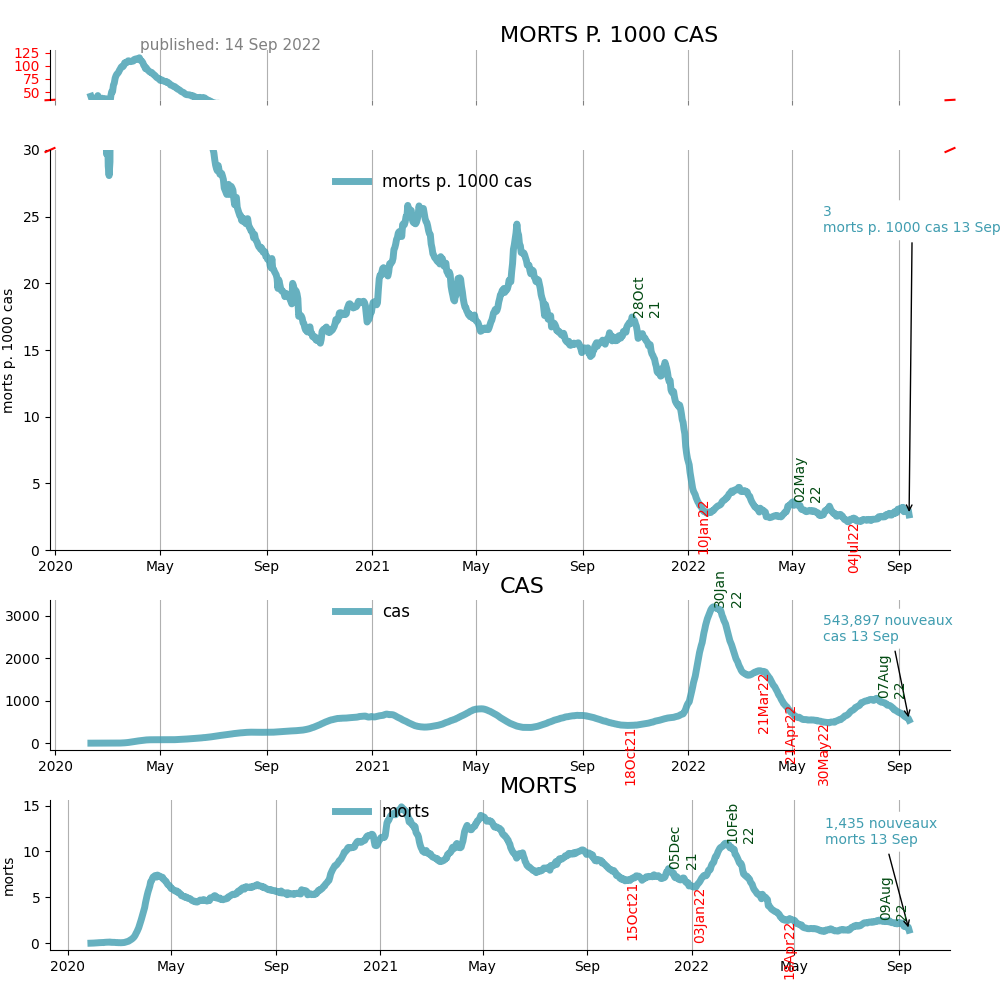 MORTS P. 1000 CAS
published: 14 Sep 2022
125
100
75
50
30
25
20
15
10
5
0
morts p. 1000 cas
morts p. 1000 cas
3
morts p. 1000 cas 13 Sep
28Oct
21
10Jan22
02May
22
04Jul22
2020 May Sep 2021 May Sep 2022 May Sep
CAS
3000
2000
1000
0
cas
30Jan
22
543,897 nouveaux
cas 13 Sep
07Aug
22
18Oct21
21Mar22
21Apr22
30May22
2020 May Sep 2021 May Sep 2022 May Sep
MORTS
15
10
5
0
morts
morts
05Dec
21
10Feb
22
1,435 nouveaux
morts 13 Sep
09Aug
22
15Oct21
03Jan22
2020 May Sep 2021 May Sep 2022 May Sep